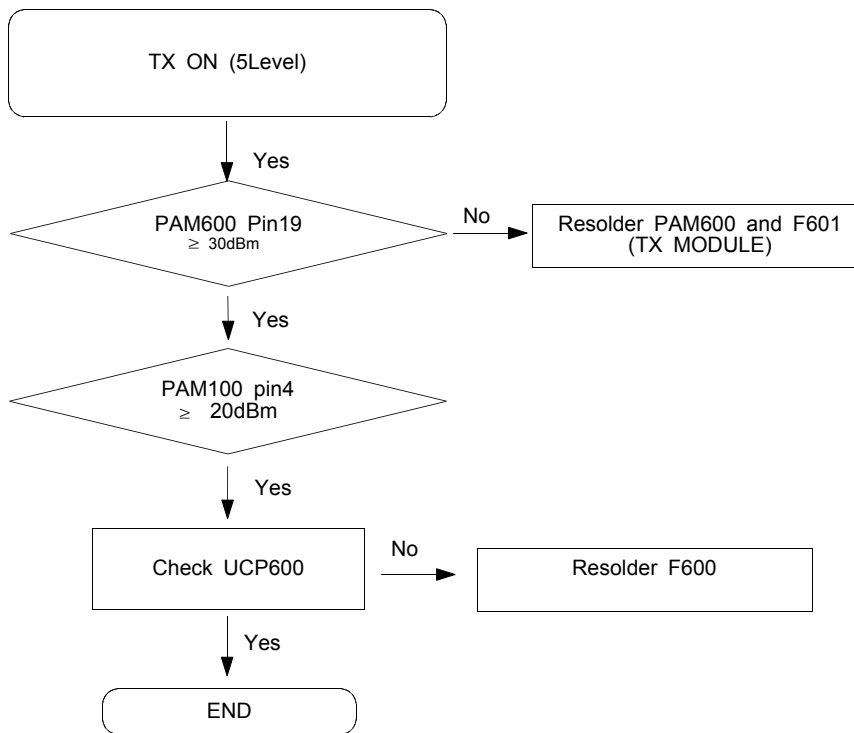 TX ON (5Level)
Yes
PAM600 Pin19
≥ 30dBm
No
Resolder PAM600 and F601
(TX MODULE)
Yes
PAM100 pin4
≥ 20dBm
Yes
Check UCP600
No
Resolder F600
Yes
END